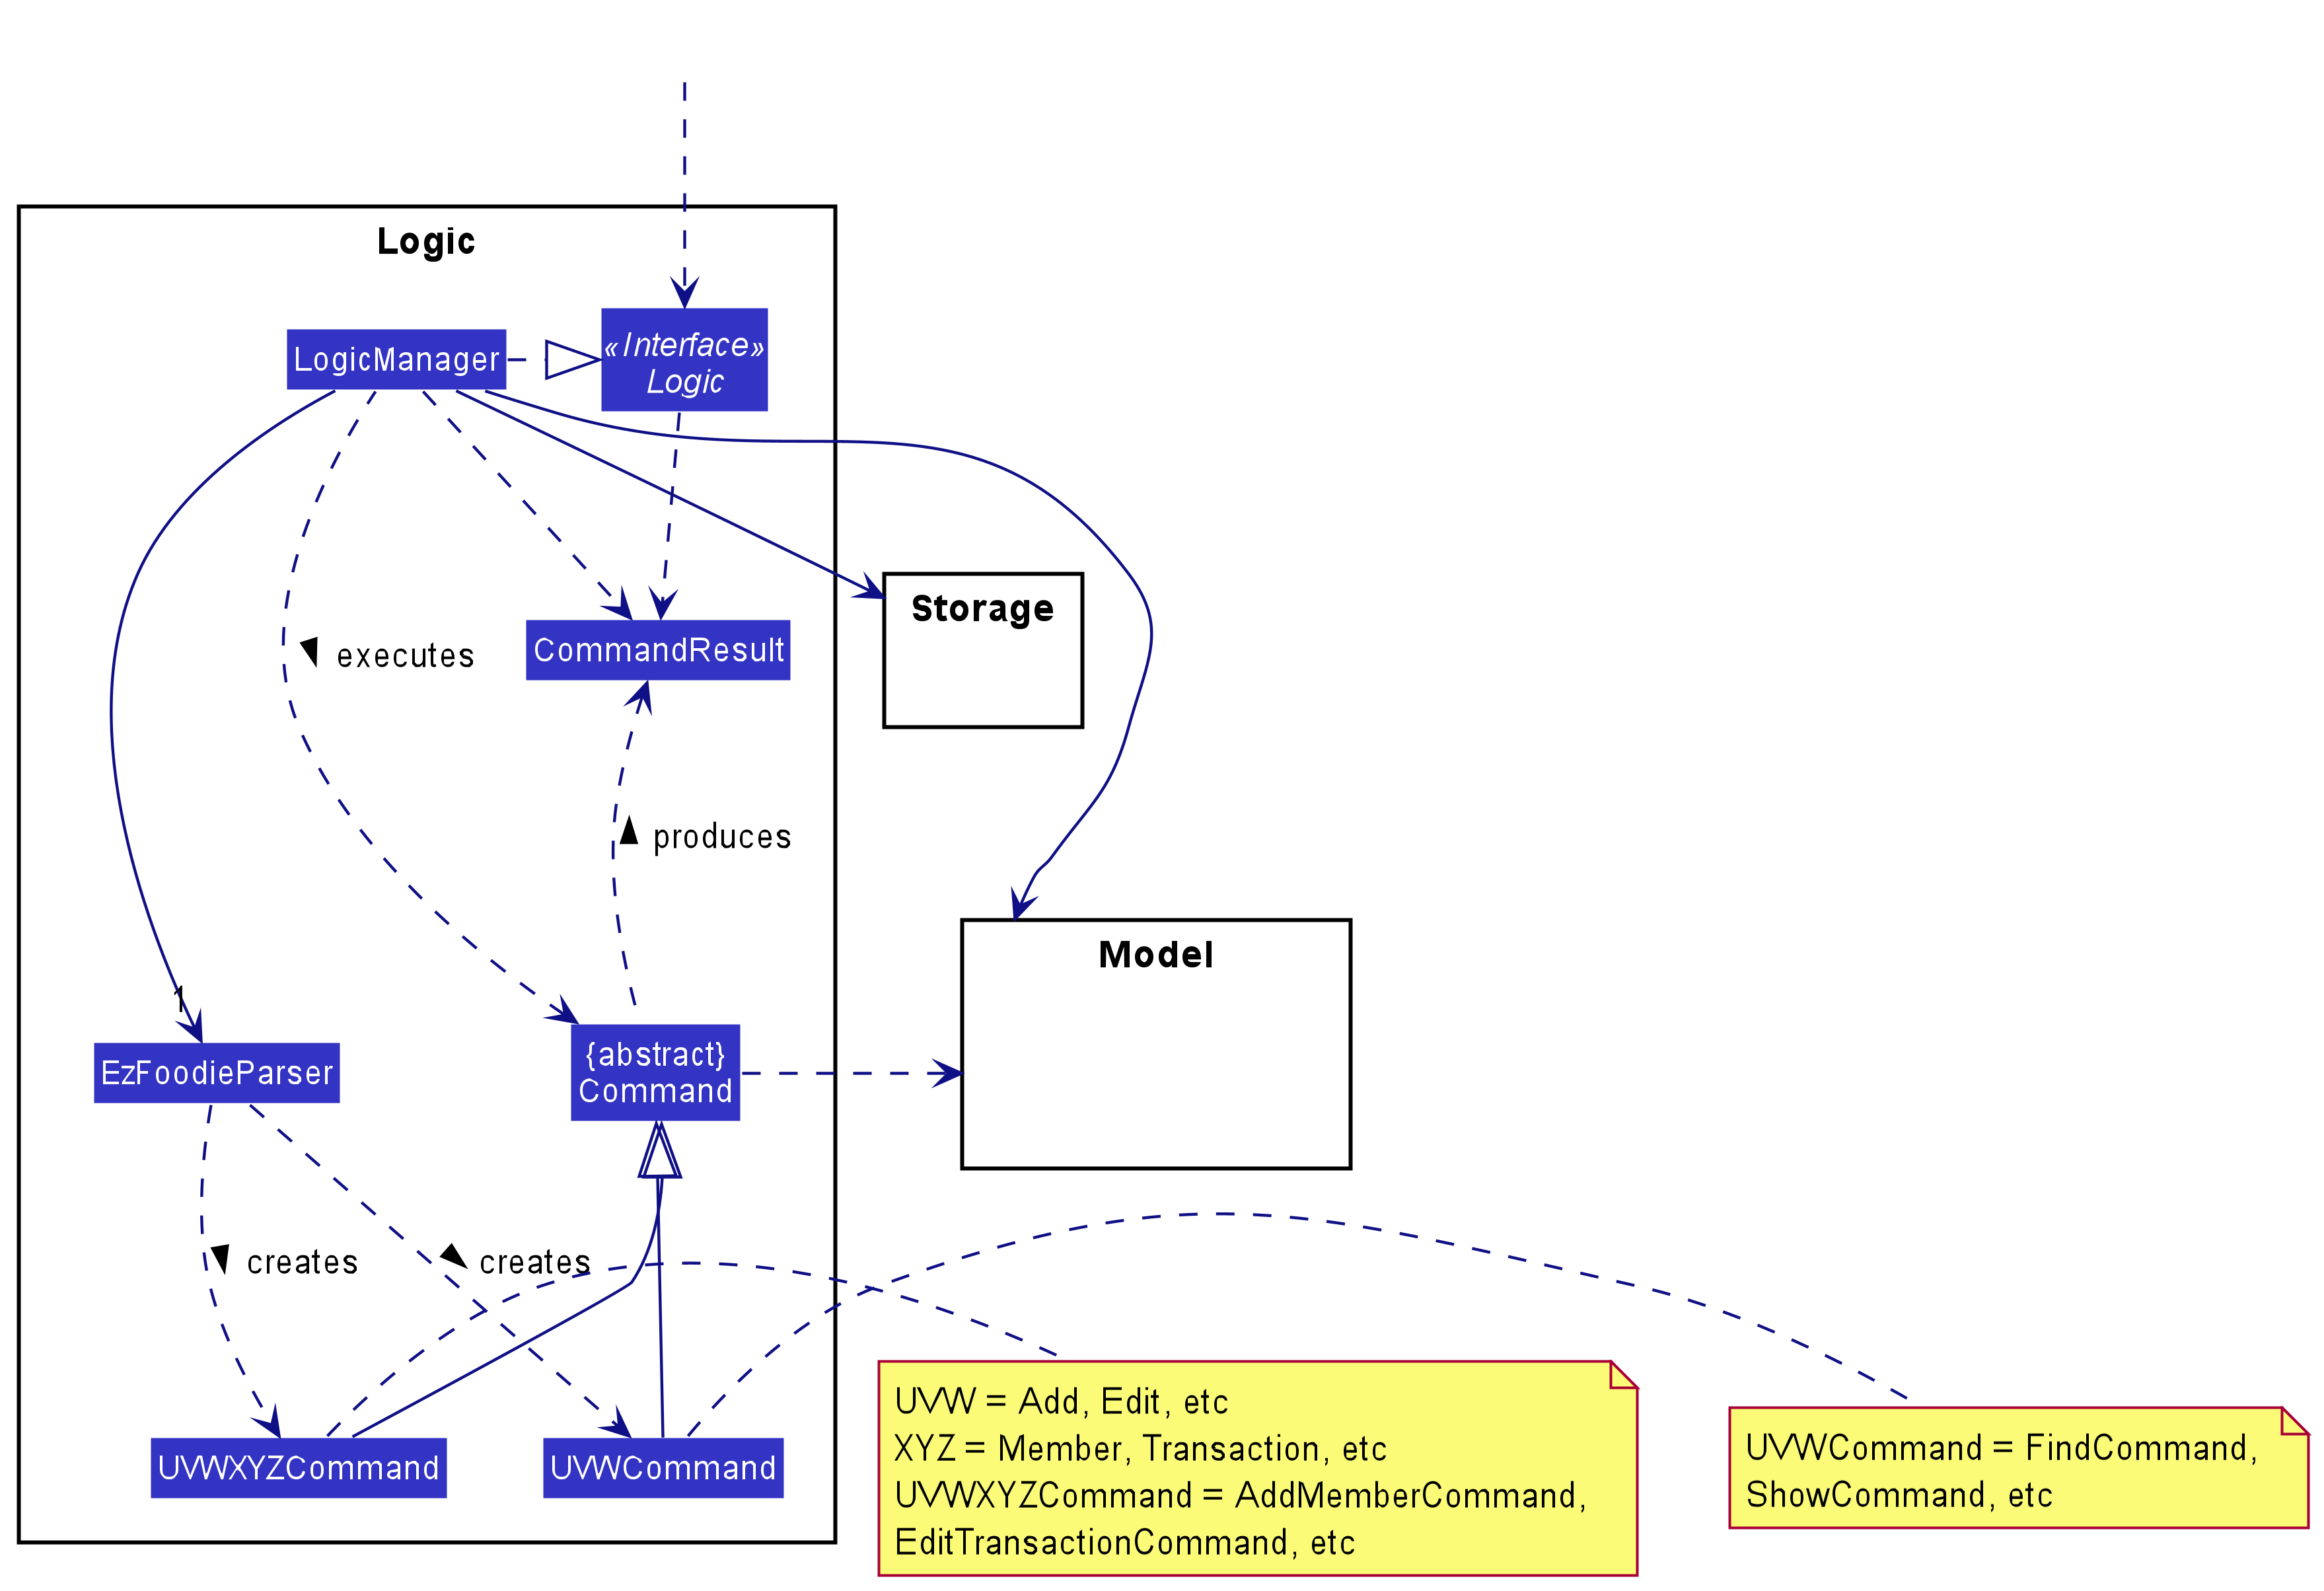 Logic
LogicManager
«Interface»
Logic
executes
CommandResult
Storage
produces
Model
1
EzFoodieParser
{abstract}
Command
creates
creates
UVWXYZCommand
UVWCommand
UVW = Add, Edit, etc
XYZ = Member, Transaction, etc
UVWXYZCommand = AddMemberCommand,
EditTransactionCommand, etc
UVWCommand = FindCommand,
ShowCommand, etc